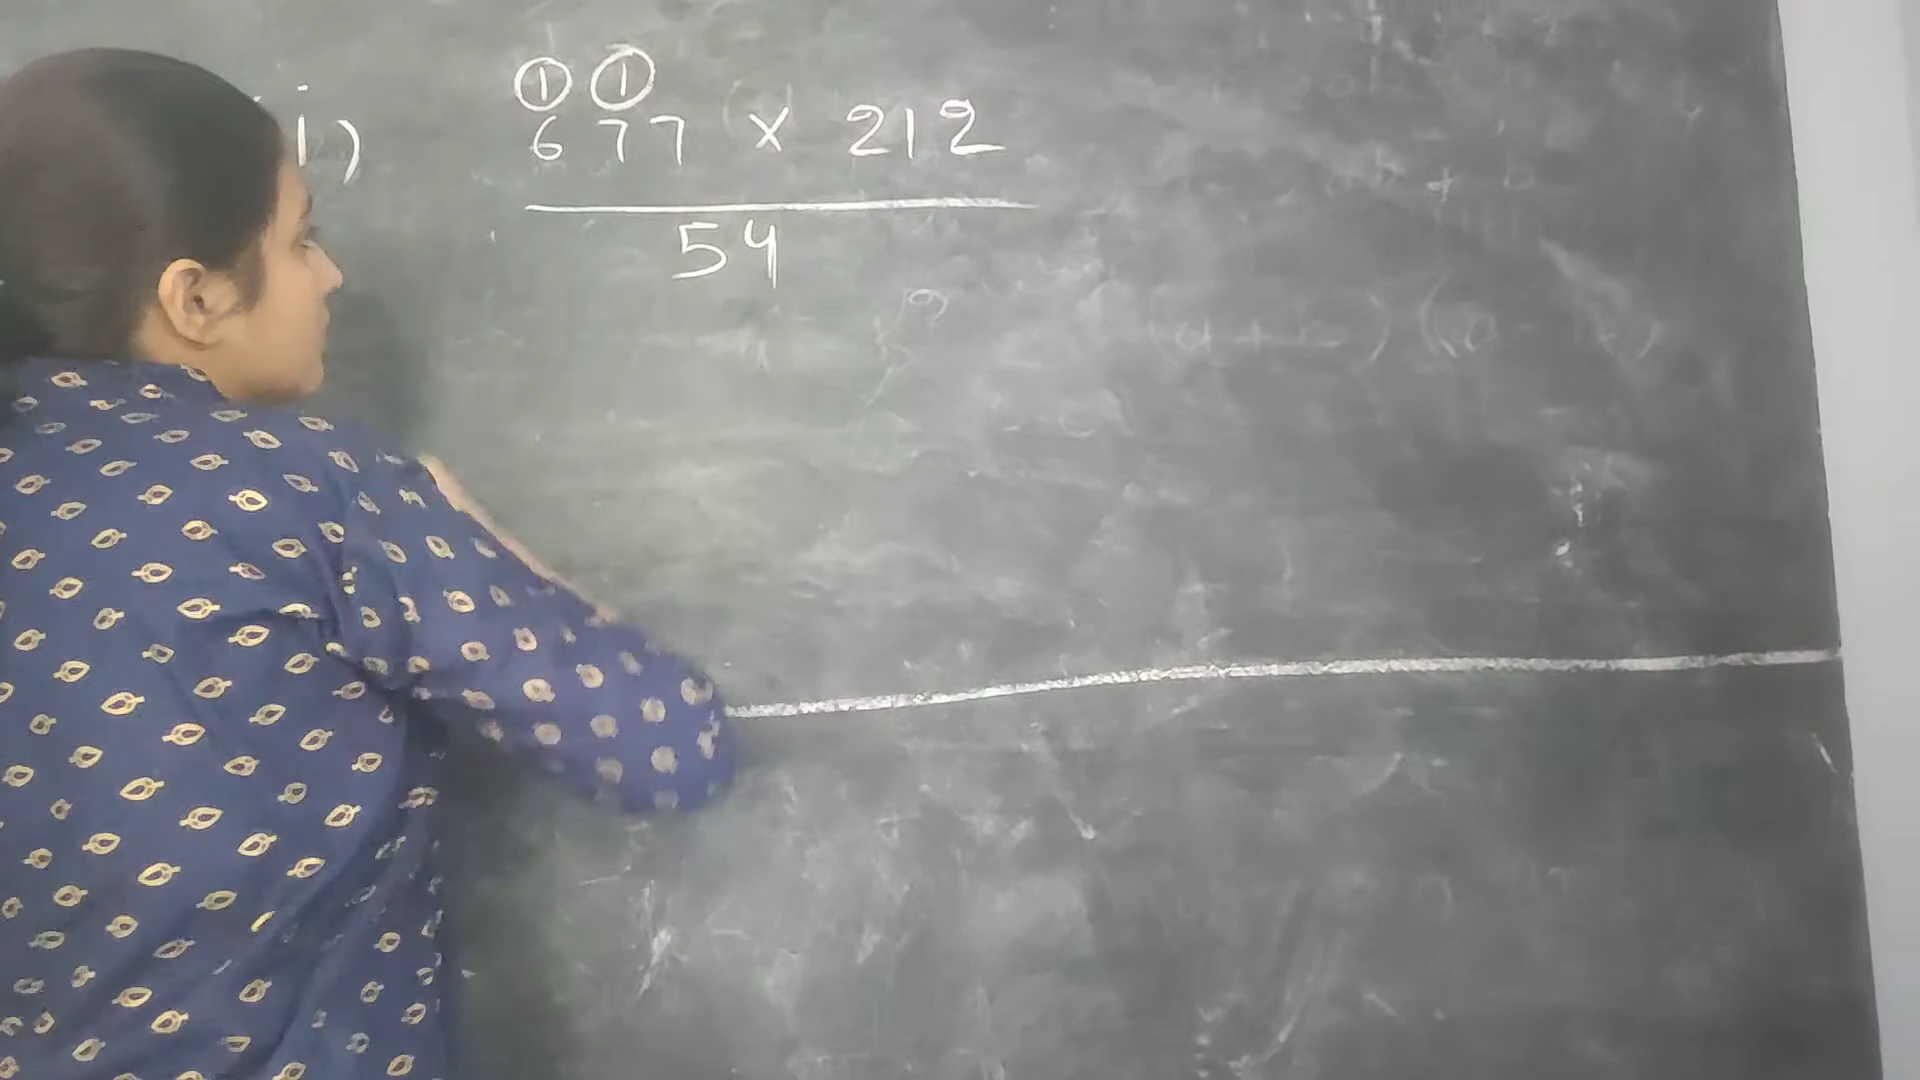 ① ①
i) 677 × 212
54
(a+b)(a-b)